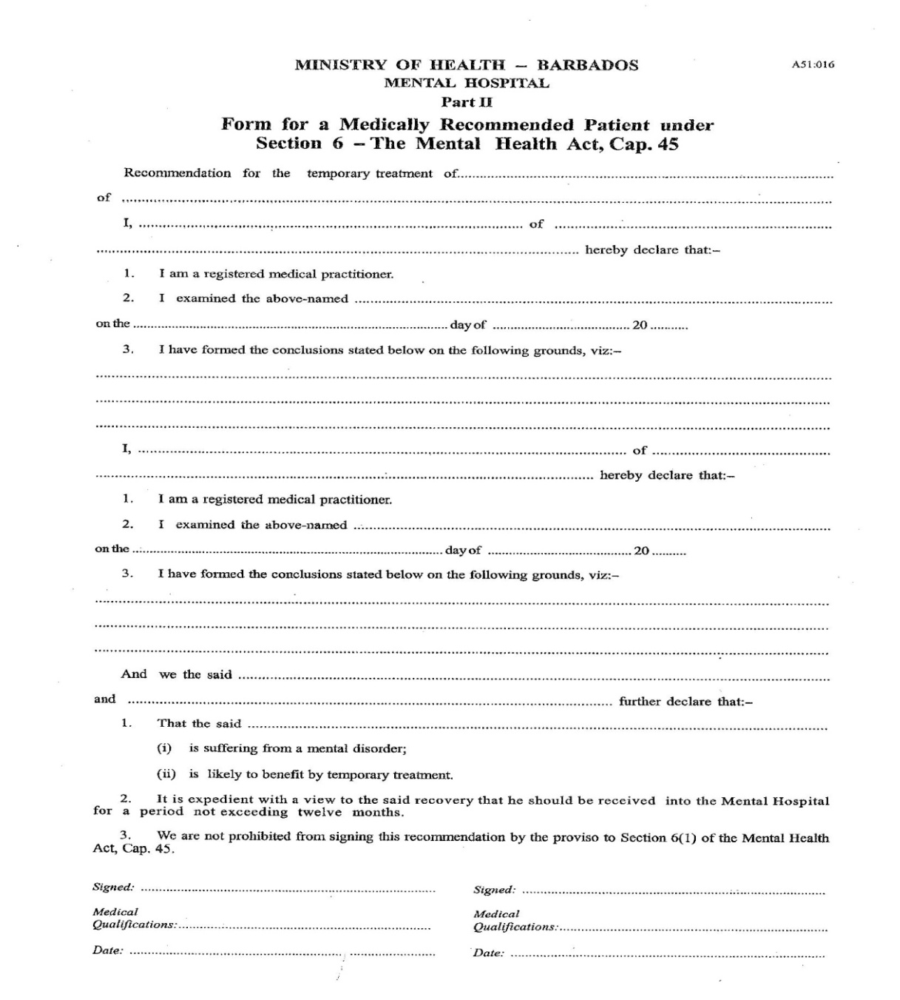 MINISTRY OF HEALTH – BARBADOS
A51:016
MENTAL HOSPITAL
Part II
Form for a Medically Recommended Patient under
Section 6 – The Mental Health Act, Cap. 45
Recommendation for the temporary treatment of..........
of ..........
I, .......... of ..........
.......... hereby declare that:–
1. I am a registered medical practitioner.
2. I examined the above-named ..........
on the .......... day of .......... 20 ..........
3. I have formed the conclusions stated below on the following grounds, viz:–
..........
..........
..........
I, .......... of ..........
.......... hereby declare that:–
1. I am a registered medical practitioner.
2. I examined the above-named ..........
on the .......... day of .......... 20 ..........
3. I have formed the conclusions stated below on the following grounds, viz:–
..........
..........
..........
And we the said ..........
and .......... further declare that:–
1. That the said ..........
(i) is suffering from a mental disorder;
(ii) is likely to benefit by temporary treatment.
2. It is expedient with a view to the said recovery that he should be received into the Mental Hospital
for a period not exceeding twelve months.
3. We are not prohibited from signing this recommendation by the proviso to Section 6(1) of the Mental Health
Act, Cap. 45.
Signed: .......... Signed: ..........
Medical Medical
Qualifications:.......... Qualifications:..........
Date: .......... Date: ..........